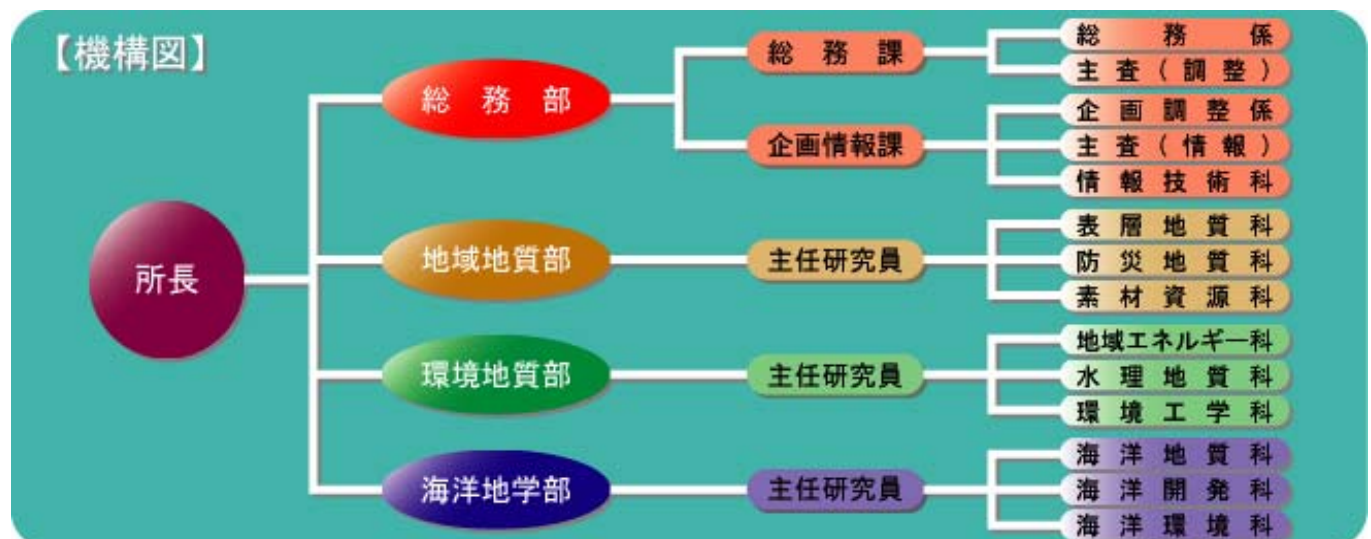 【機構図】
所長
総務部
総務課
総務係
主査(調整)
企画情報課
企画調整係
主査(情報)
情報技術科
地域地質部
主任研究員
表層地質科
防災地質科
素材資源科
環境地質部
主任研究員
地域エネルギー科
水理地質科
環境工学科
海洋地学部
主任研究員
海洋地質科
海洋開発科
海洋環境科